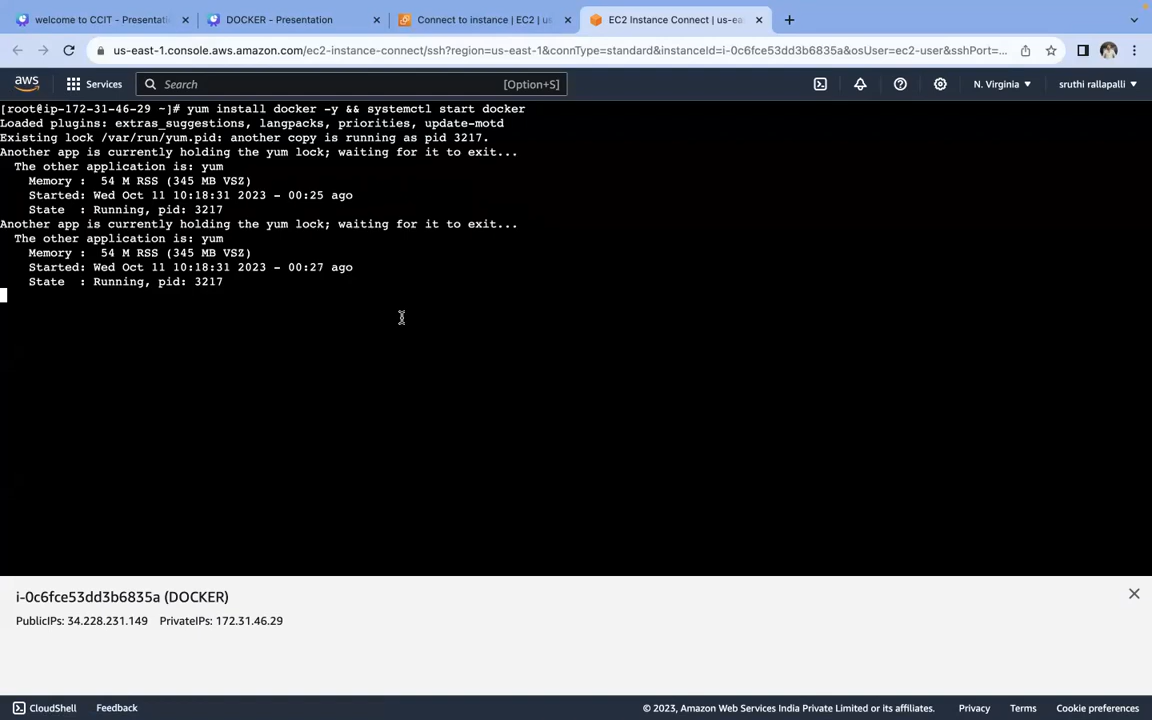 welcome to CCIT - Presentati
DOCKER - Presentation
Connect to instance | EC2 | us
EC2 Instance Connect | us-ea
us-east-1.console.aws.amazon.com/ec2-instance-connect/ssh?region=us-east-1&connType=standard&instanceId=i-0c6fce53dd3b6835a&osUser=ec2-user&sshPort=...
aws
Services
Search
[Option+S]
N. Virginia
sruthi rallapalli
[root@ip-172-31-46-29 ~]# yum install docker -y && systemctl start docker
Loaded plugins: extras_suggestions, langpacks, priorities, update-motd
Existing lock /var/run/yum.pid: another copy is running as pid 3217.
Another app is currently holding the yum lock; waiting for it to exit...
The other application is: yum
Memory : 54 M RSS (345 MB VSZ)
Started: Wed Oct 11 10:18:31 2023 - 00:25 ago
State : Running, pid: 3217
Another app is currently holding the yum lock; waiting for it to exit...
The other application is: yum
Memory : 54 M RSS (345 MB VSZ)
Started: Wed Oct 11 10:18:31 2023 - 00:27 ago
State : Running, pid: 3217
i-0c6fce53dd3b6835a (DOCKER)
PublicIPs: 34.228.231.149 PrivateIPs: 172.31.46.29
CloudShell
Feedback
© 2023, Amazon Web Services India Private Limited or its affiliates.
Privacy
Terms
Cookie preferences